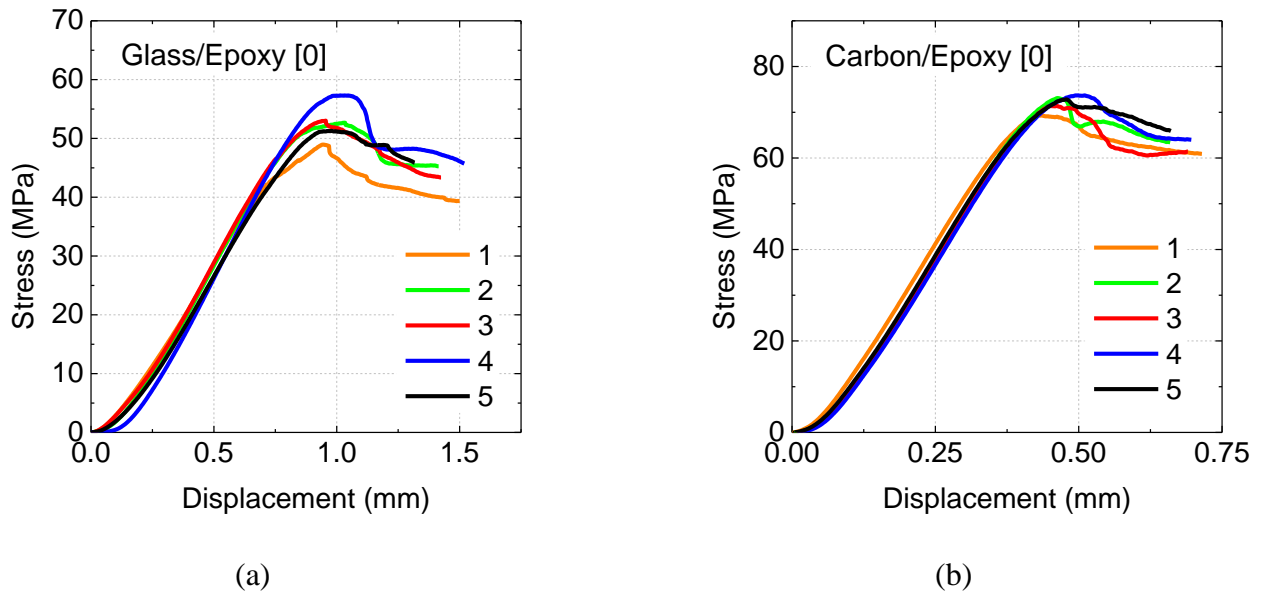 70
60
50
40
30
20
10
0
Stress (MPa)
Glass/Epoxy [0]
1
2
3
4
5
0.0 0.5 1.0 1.5
Displacement (mm)
(a)
80
60
40
20
0
Stress (MPa)
Carbon/Epoxy [0]
1
2
3
4
5
0.00 0.25 0.50 0.75
Displacement (mm)
(b)